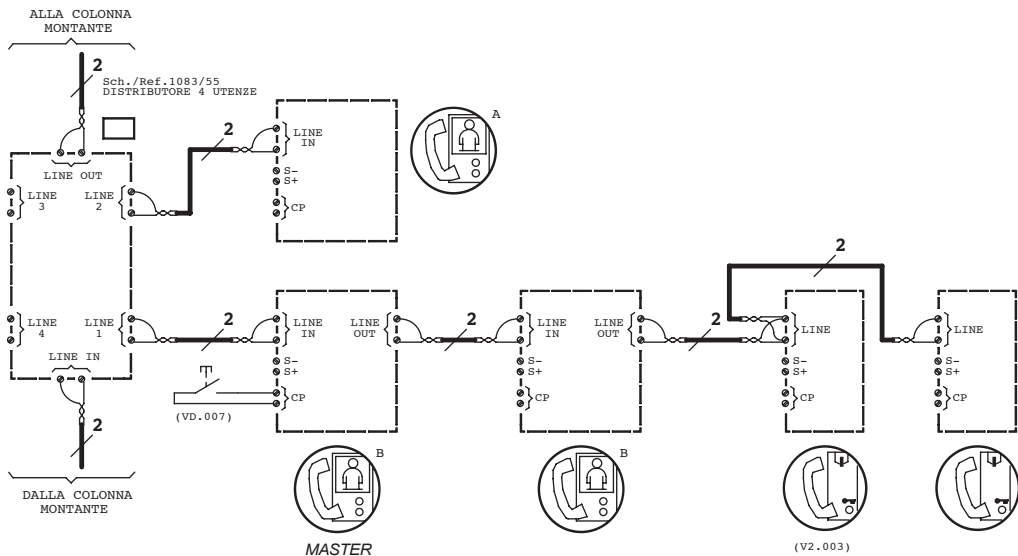 ALLA COLONNA
MONTANTE
2
Sch./Ref.1083/55
DISTRIBUTORE 4 UTENZE
LINE OUT
LINE
3
LINE
2
2
LINE
IN
S-
S+
CP
A
LINE
4
LINE
1
LINE IN
2
DALLA COLONNA
MONTANTE
2
(VD.007)
LINE
IN
LINE
OUT
S-
S+
CP
B
MASTER
2
LINE
IN
LINE
OUT
S-
S+
CP
B
2
2
LINE
S-
S+
CP
(V2.003)
LINE
S-
S+
CP